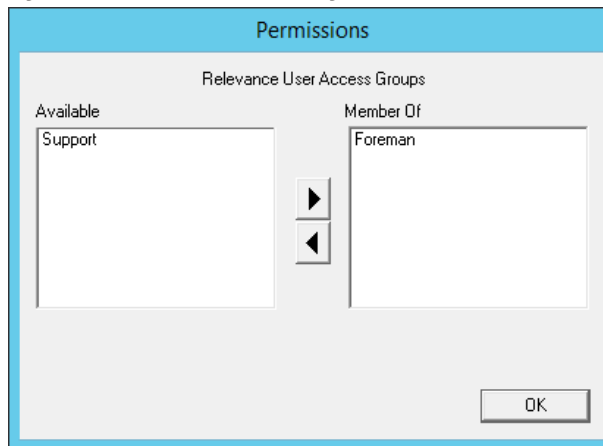 Permissions
Relevance User Access Groups
Available
Member Of
Support
Foreman
OK